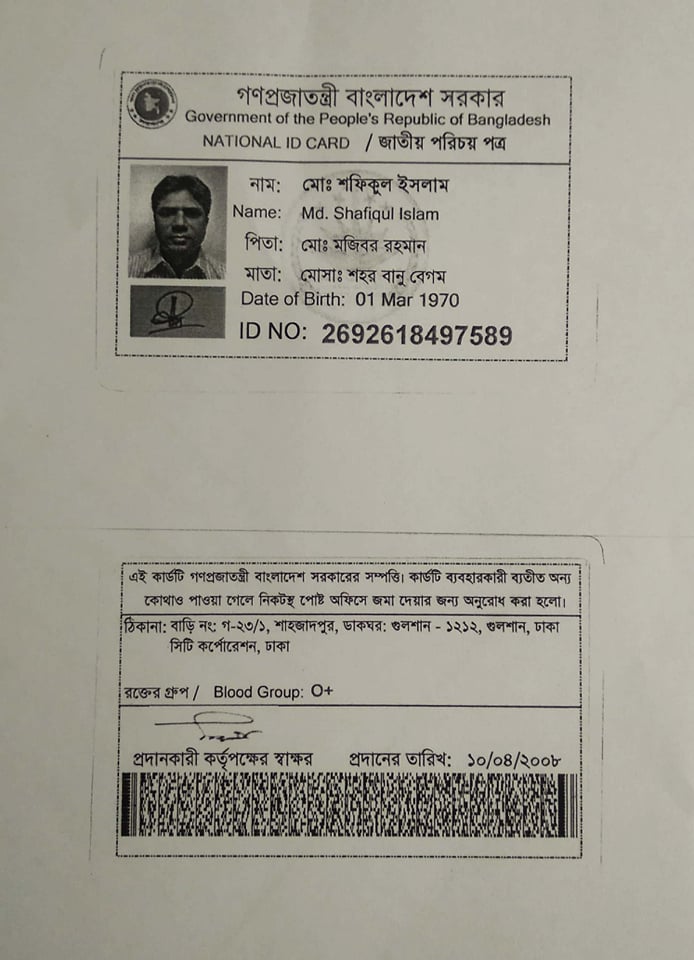 গণপ্রজাতন্ত্রী বাংলাদেশ সরকার
Government of the People's Republic of Bangladesh
NATIONAL ID CARD / জাতীয় পরিচয় পত্র
নাম: মোঃ শফিকুল ইসলাম
Name: Md. Shafiqul Islam
পিতা: মোঃ মজিবর রহমান
মাতা: মোসাঃ শহর বানু বেগম
Date of Birth: 01 Mar 1970
ID NO: 2692618497589
এই কার্ডটি গণপ্রজাতন্ত্রী বাংলাদেশ সরকারের সম্পত্তি। কার্ডটি ব্যবহারকারী ব্যতীত অন্য
কোথাও পাওয়া গেলে নিকটস্থ পোষ্ট অফিসে জমা দেয়ার জন্য অনুরোধ করা হলো।
ঠিকানা: বাড়ি নং: গ-২৩/১, শাহজাদপুর, ডাকঘর: গুলশান - ১২১২, গুলশান, ঢাকা
সিটি কর্পোরেশন, ঢাকা
রক্তের গ্রুপ / Blood Group: O+
প্রদানকারী কর্তৃপক্ষের স্বাক্ষর প্রদানের তারিখ: ১০/০৪/২০০৮